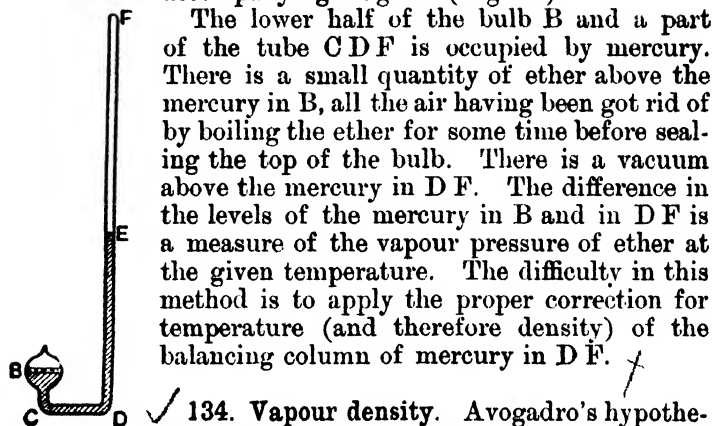 F
The lower half of the bulb B and a part
of the tube C D F is occupied by mercury.
There is a small quantity of ether above the
mercury in B, all the air having been got rid of
by boiling the ether for some time before seal-
ing the top of the bulb. There is a vacuum
above the mercury in D F. The difference in
the levels of the mercury in B and in D F is
E
a measure of the vapour pressure of ether at
the given temperature. The difficulty in this
method is to apply the proper correction for
temperature (and therefore density) of the
balancing column of mercury in D F.
B
C
D
134. Vapour density. Avogadro's hypothe-